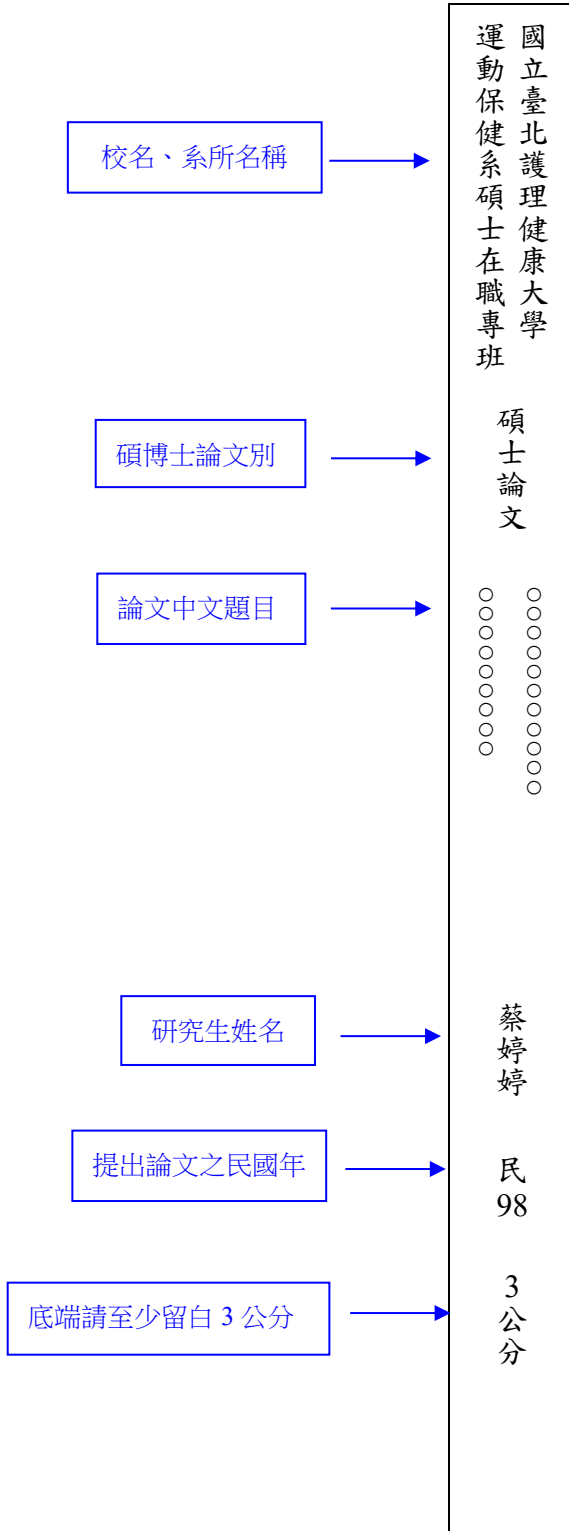 校名、系所名稱
國立臺北護理健康大學
運動保健系碩士在職專班
碩博士論文別
碩士論文
論文中文題目
○○○○○○○○○○○
○○○○○○○○○
研究生姓名
蔡婷婷
提出論文之民國年
民98
底端請至少留白 3 公分
3公分